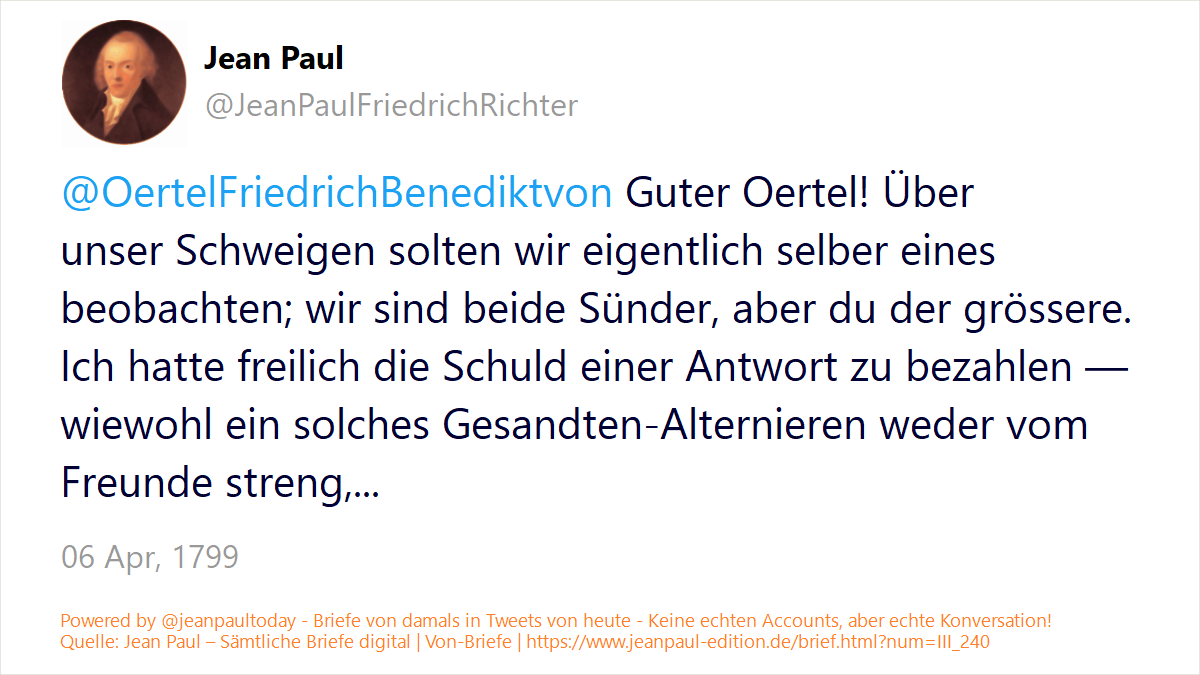 Jean Paul
@JeanPaulFriedrichRichter
@OertelFriedrichBenediktvon Guter Oertel! Über
unser Schweigen solten wir eigentlich selber eines
beobachten; wir sind beide Sünder, aber du der grössere.
Ich hatte freilich die Schuld einer Antwort zu bezahlen —
wiewohl ein solches Gesandten-Alternieren weder vom
Freunde streng,...
06 Apr, 1799
Powered by @jeanpaultoday - Briefe von damals in Tweets von heute - Keine echten Accounts, aber echte Konversation!
Quelle: Jean Paul – Sämtliche Briefe digital | Von-Briefe | https://www.jeanpaul-edition.de/brief.html?num=III_240